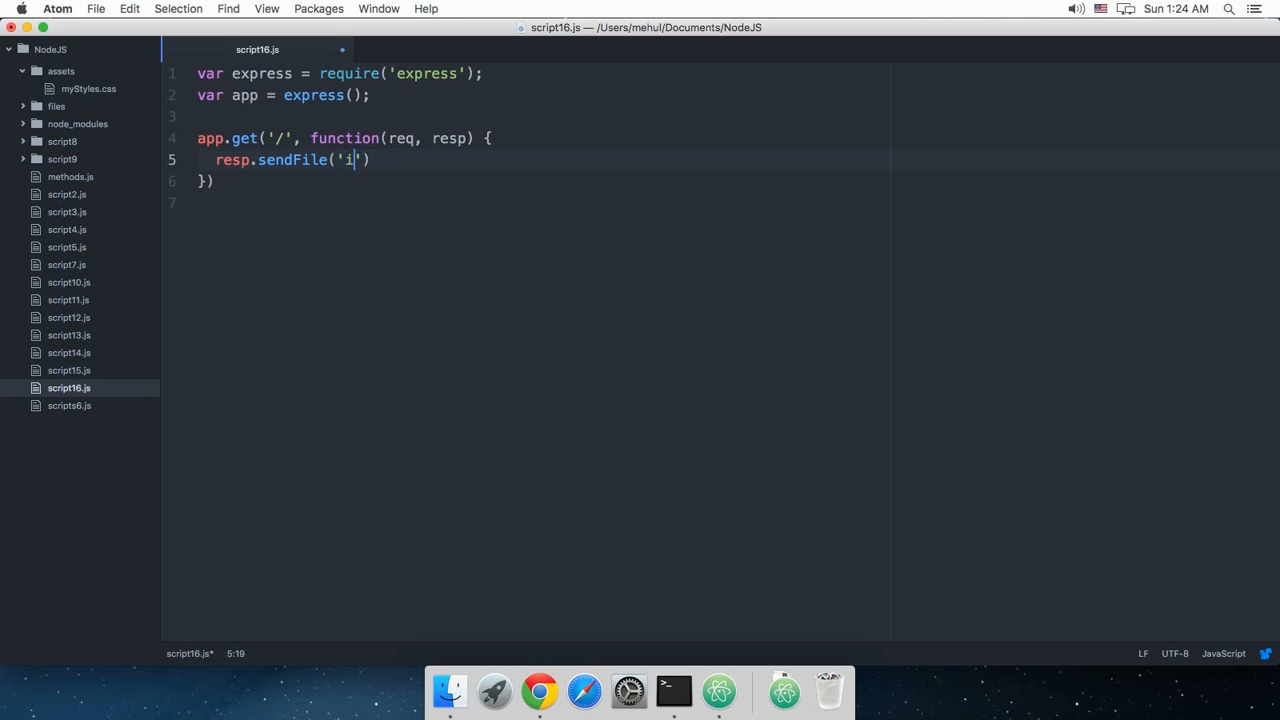 Atom File Edit Selection Find View Packages Window Help Sun 1:24 AM
script16.js — /Users/mehul/Documents/NodeJS
NodeJS
assets
myStyles.css
files
node_modules
script8
script9
methods.js
script2.js
script3.js
script4.js
script5.js
script7.js
script10.js
script11.js
script12.js
script13.js
script14.js
script15.js
script16.js
scripts6.js
script16.js
1 var express = require('express');
2 var app = express();
3
4 app.get('/', function(req, resp) {
5 resp.sendFile('i')
6 })
7
script16.js* 5:19 LF UTF-8 JavaScript